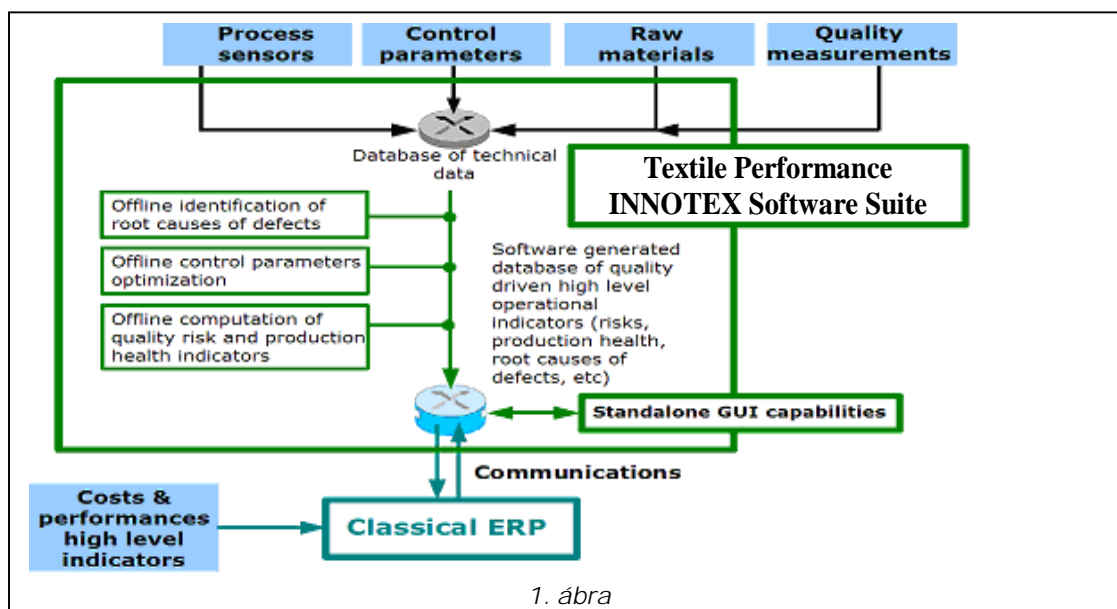 Process
sensors
Control
parameters
Raw
materials
Quality
measurements
Database of technical
data
Textile Performance
INNOTEX Software Suite
Offline identification of
root causes of defects
Offline control parameters
optimization
Offline computation of
quality risk and production
health indicators
Software generated
database of quality
driven high level
operational
indicators (risks,
production health,
root causes of
defects, etc)
Standalone GUI capabilities
Communications
Costs &
performances
high level
indicators
Classical ERP
1. ábra